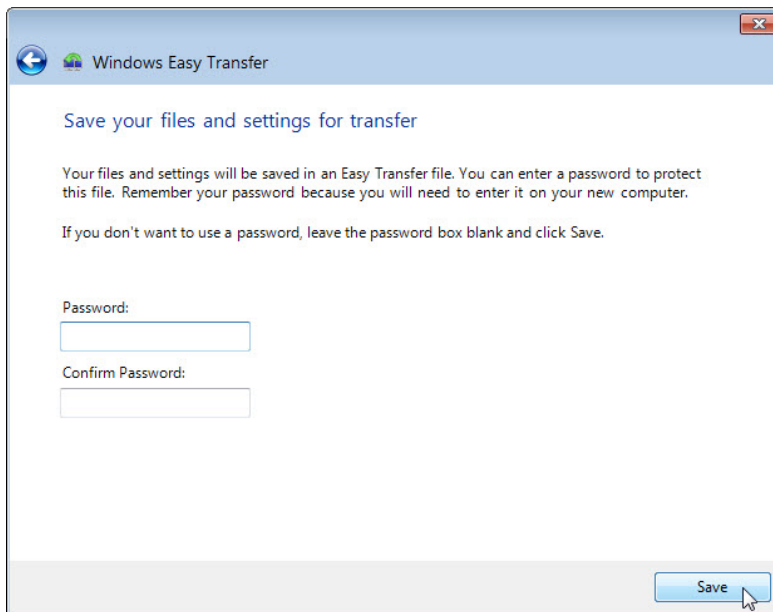 Windows Easy Transfer
Save your files and settings for transfer
Your files and settings will be saved in an Easy Transfer file. You can enter a password to protect
this file. Remember your password because you will need to enter it on your new computer.
If you don't want to use a password, leave the password box blank and click Save.
Password:
Confirm Password:
Save